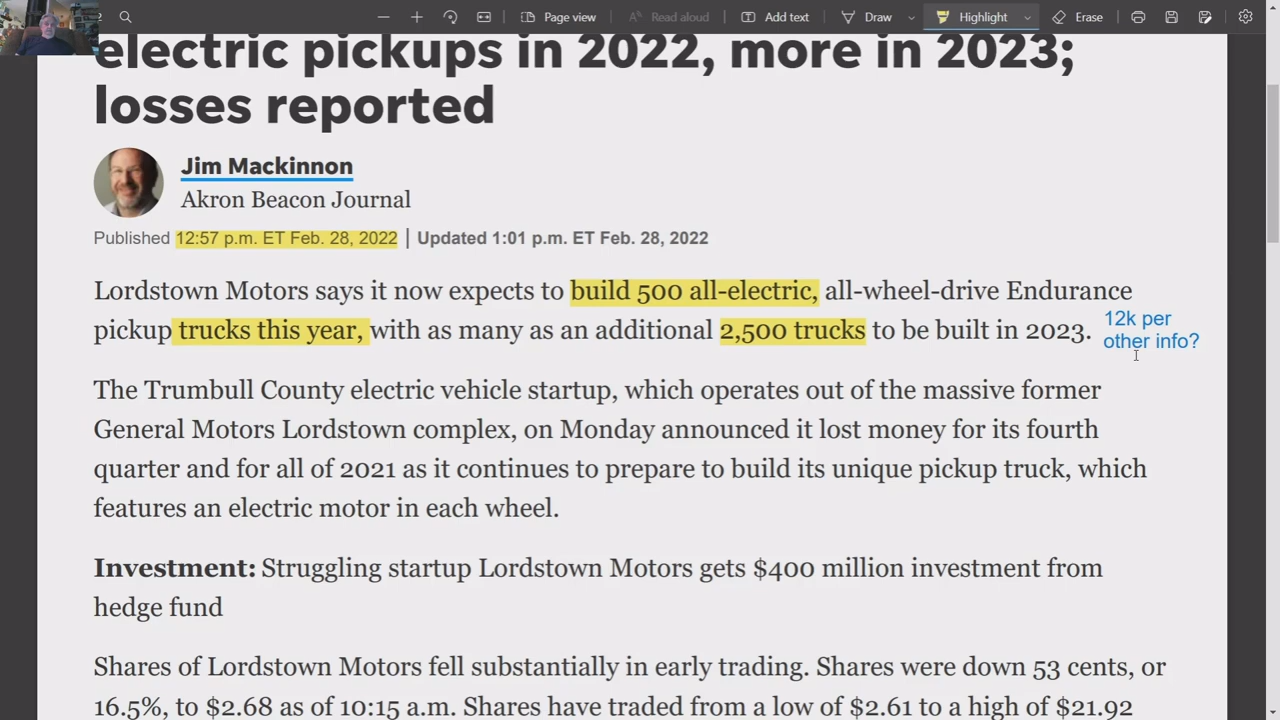 2
Page view
Read aloud
Add text
Draw
Highlight
Erase
electric pickups in 2022, more in 2023;
losses reported
Jim Mackinnon
Akron Beacon Journal
Published 12:57 p.m. ET Feb. 28, 2022 | Updated 1:01 p.m. ET Feb. 28, 2022
Lordstown Motors says it now expects to build 500 all-electric, all-wheel-drive Endurance
pickup trucks this year, with as many as an additional 2,500 trucks to be built in 2023.
12k per
other info?
The Trumbull County electric vehicle startup, which operates out of the massive former
General Motors Lordstown complex, on Monday announced it lost money for its fourth
quarter and for all of 2021 as it continues to prepare to build its unique pickup truck, which
features an electric motor in each wheel.
Investment: Struggling startup Lordstown Motors gets $400 million investment from
hedge fund
Shares of Lordstown Motors fell substantially in early trading. Shares were down 53 cents, or
16.5%, to $2.68 as of 10:15 a.m. Shares have traded from a low of $2.61 to a high of $21.92